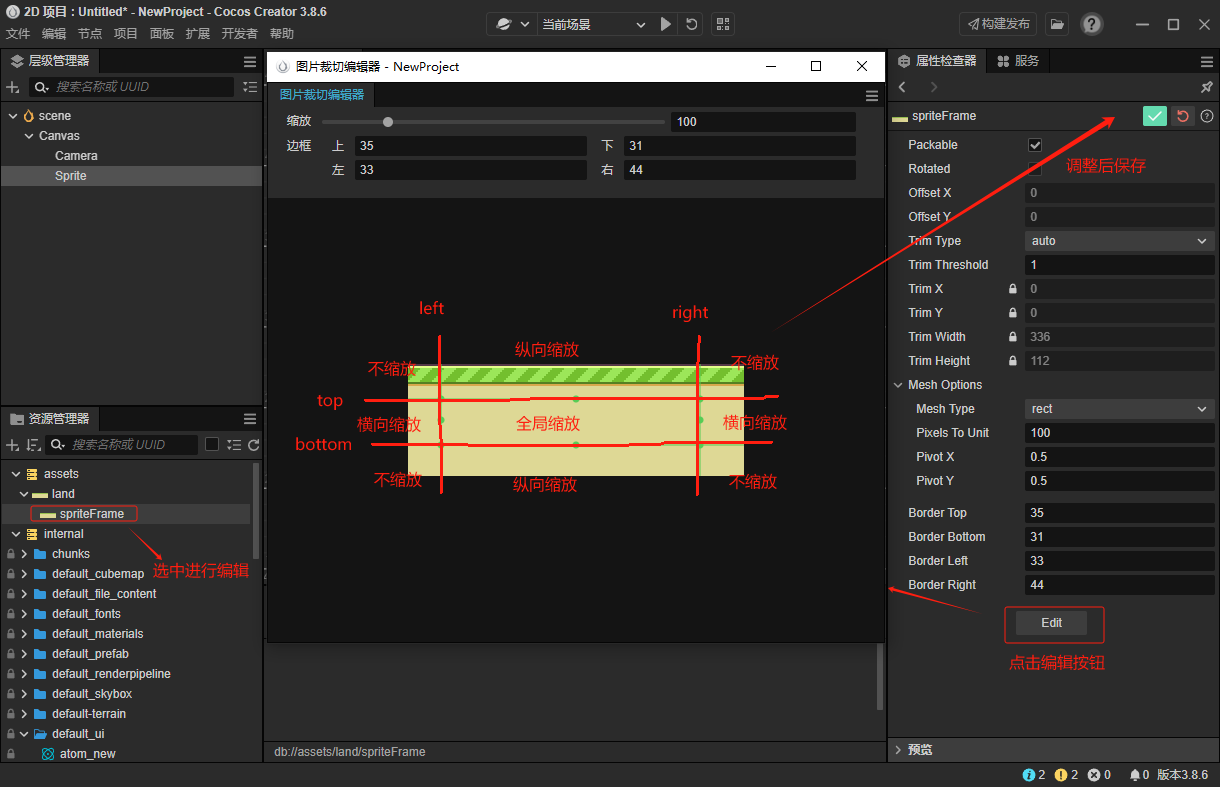 2D 项目 : Untitled* - NewProject - Cocos Creator 3.8.6
文件 编辑 节点 项目 面板 扩展 开发者 帮助
当前场景
构建发布
层级管理器
搜索名称或 UUID
scene
Canvas
Camera
Sprite
资源管理器
搜索名称或 UUID
assets
land
spriteFrame
internal
chunks
default_cubemap
default_file_content
default_fonts
default_materials
default_prefab
default_renderpipeline
default_skybox
default-terrain
default_ui
atom_new
选中进行编辑
图片裁切编辑器 - NewProject
图片裁切编辑器
缩放 100
边框 上 35 下 31
左 33 右 44
left
right
纵向缩放
不缩放
不缩放
top
横向缩放
全局缩放
横向缩放
bottom
不缩放
纵向缩放
不缩放
db://assets/land/spriteFrame
属性检查器 服务
spriteFrame
调整后保存
Packable
Rotated
Offset X 0
Offset Y 0
Trim Type auto
Trim Threshold 1
Trim X 0
Trim Y 0
Trim Width 336
Trim Height 112
Mesh Options
Mesh Type rect
Pixels To Unit 100
Pivot X 0.5
Pivot Y 0.5
Border Top 35
Border Bottom 31
Border Left 33
Border Right 44
Edit
点击编辑按钮
预览
2 2 0 0 版本3.8.6